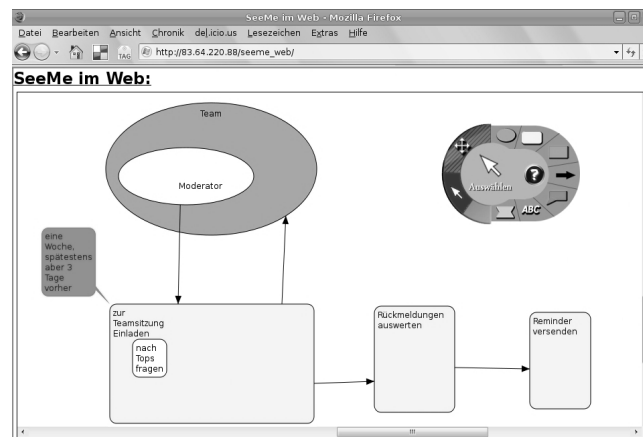 SeeMe im Web - Mozilla Firefox
Datei Bearbeiten Ansicht Chronik del.icio.us Lesezeichen Extras Hilfe
TAG
http://83.64.220.88/seeme_web/
SeeMe im Web:
Team
Moderator
Auswählen
?
ABC
eine
Woche,
spätestens
aber 3
Tage
vorher
zur
Teamsitzung
Einladen
nach
Tops
fragen
Rückmeldungen
auswerten
Reminder
versenden